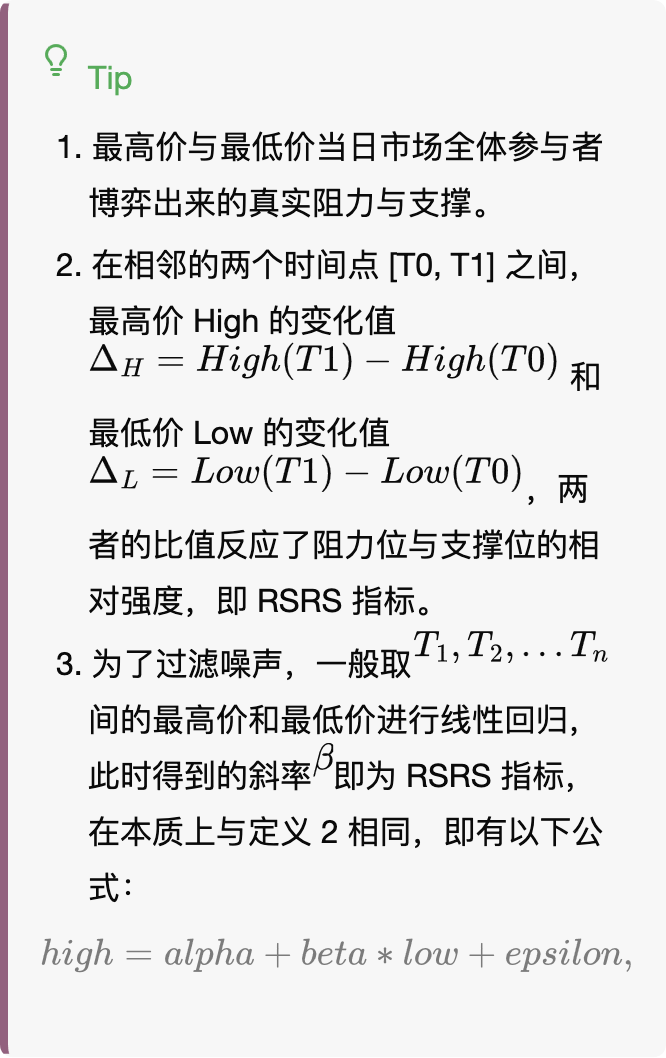 Tip
1. 最高价与最低价当日市场全体参与者
博弈出来的真实阻力与支撑。
2. 在相邻的两个时间点 [T0, T1] 之间，
最高价 High 的变化值
Δ_H = High(T1) − High(T0) 和
最低价 Low 的变化值
Δ_L = Low(T1) − Low(T0)，两
者的比值反应了阻力位与支撑位的相
对强度，即 RSRS 指标。
3. 为了过滤噪声，一般取T_1, T_2, … T_n
间的最高价和最低价进行线性回归，
此时得到的斜率β即为 RSRS 指标，
在本质上与定义 2 相同，即有以下公
式：
high = alpha + beta * low + epsilon,